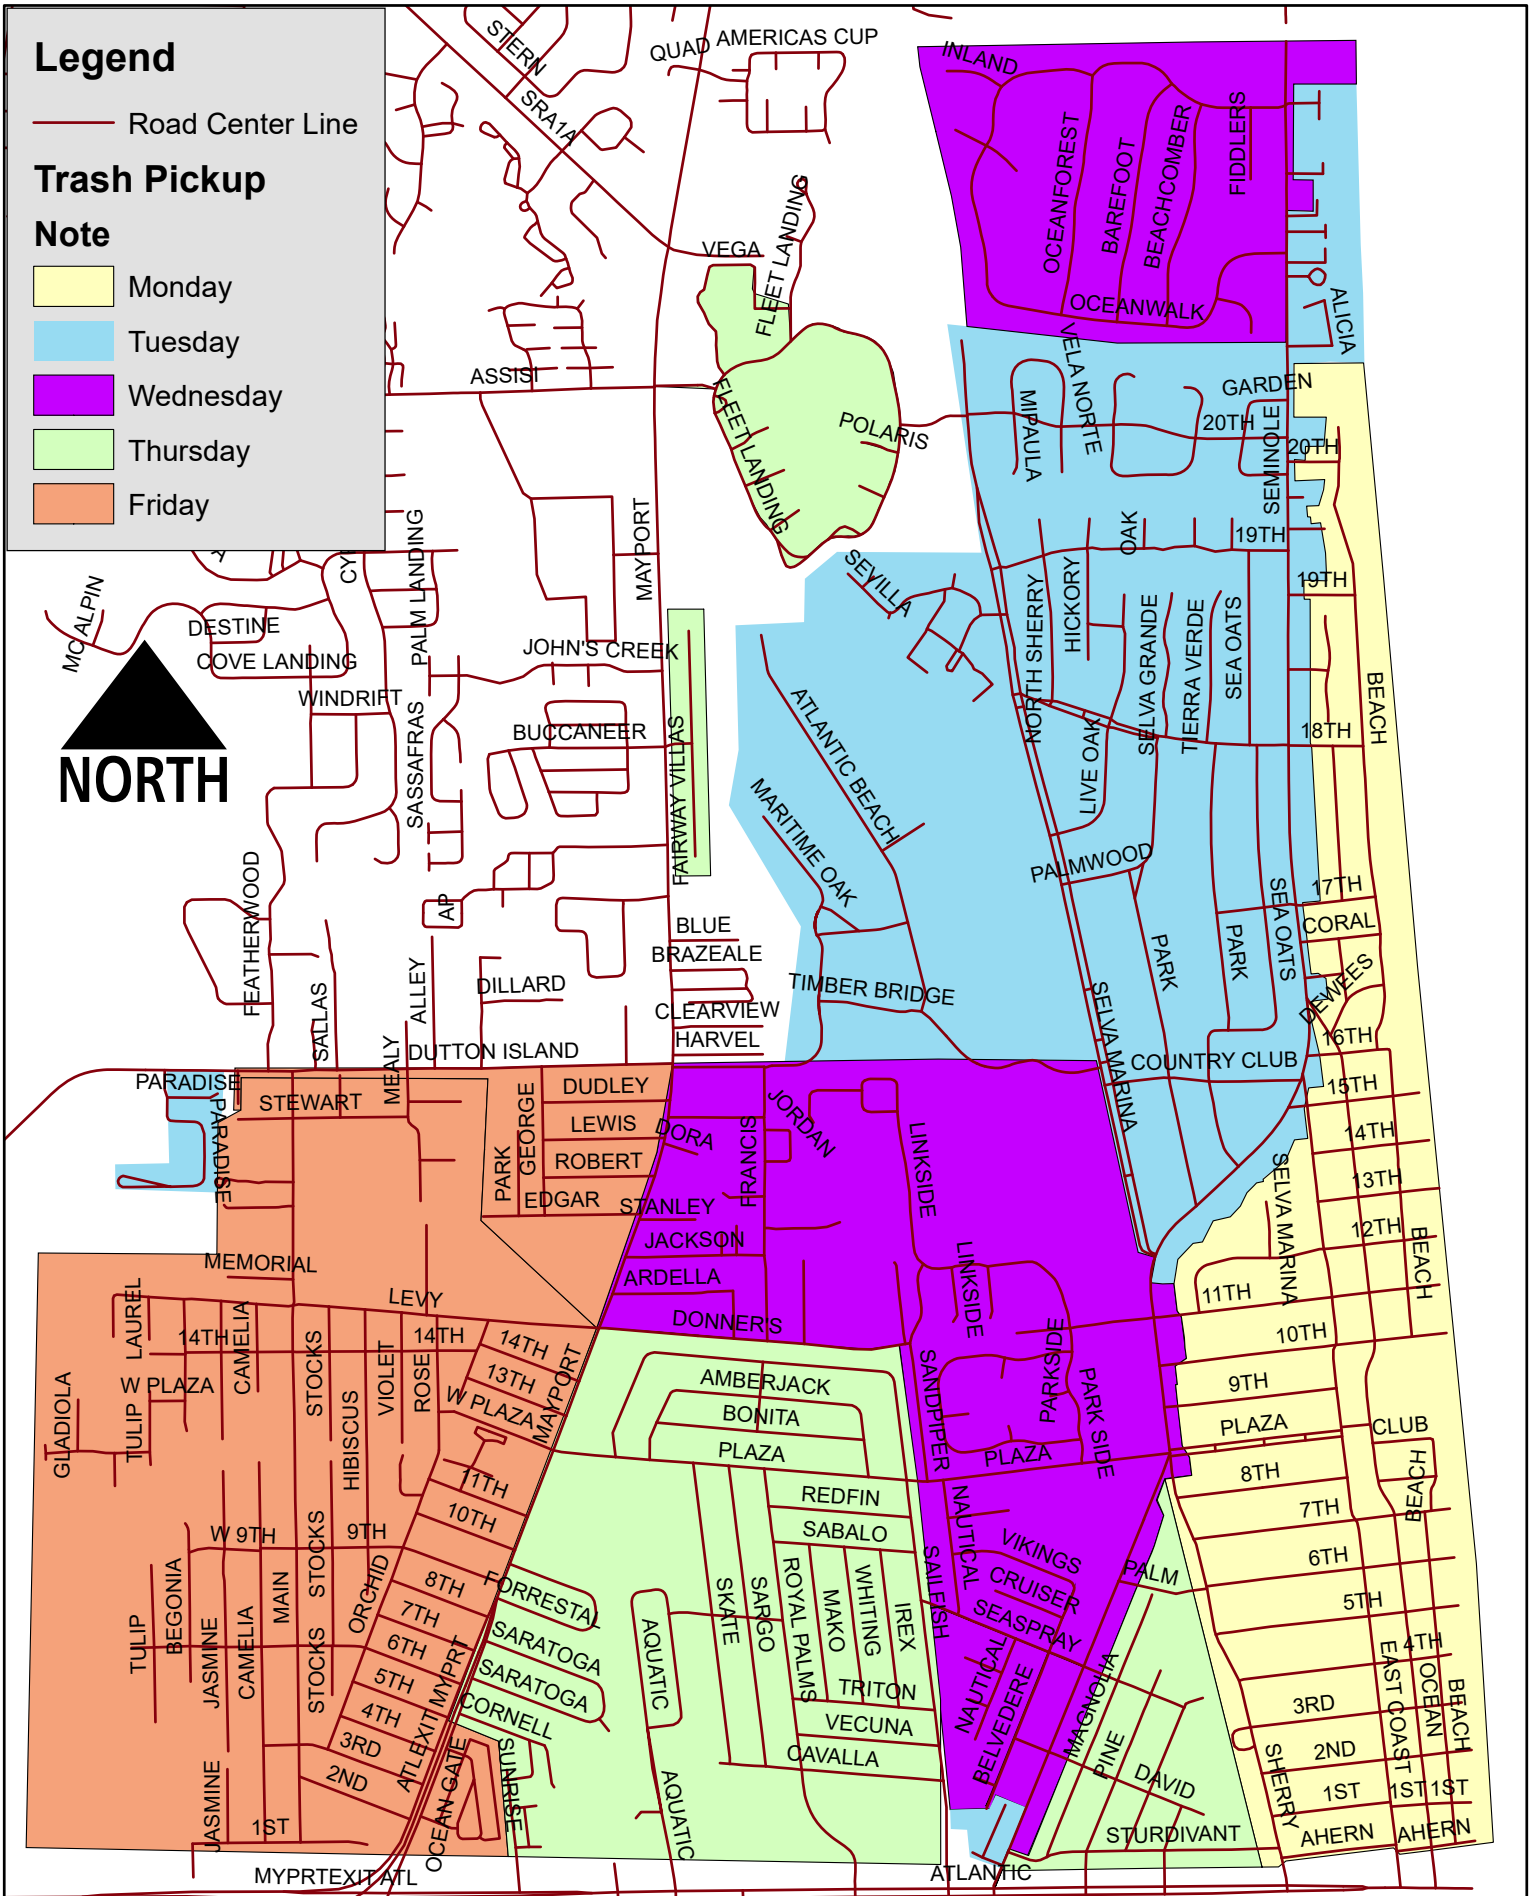 Legend
Road Center Line
Trash Pickup
Note
Monday
Tuesday
Wednesday
Thursday
Friday
NORTH
STERN
SRA1A
QUAD
AMERICAS CUP
INLAND
OCEANFOREST
BAREFOOT
BEACHCOMBER
FIDDLERS
VEGA
FLEET LANDING
OCEANWALK
ALICIA
ASSISI
FLEET LANDING
POLARIS
MIPAULA
VELA NORTE
GARDEN
20TH
20TH
SEMINOLE
PALM LANDING
MAYPORT
SEVILLA
OAK
19TH
19TH
MC ALPIN
DESTINE
COVE LANDING
WINDRIFT
JOHN'S CREEK
NORTH SHERRY
HICKORY
SELVA GRANDE
TIERRA VERDE
SEA OATS
BEACH
SASSAFRAS
BUCCANEER
FAIRWAY VILLAS
ATLANTIC BEACH
LIVE OAK
18TH
MARITIME OAK
PALMWOOD
FEATHERWOOD
AP
BLUE
BRAZEALE
17TH
CORAL
SEA OATS
PARK
PARK
DEWEES
SALLAS
ALLEY
DILLARD
CLEARVIEW
HARVEL
TIMBER BRIDGE
SELVA MARINA
16TH
MEALY
DUTTON ISLAND
COUNTRY CLUB
PARADISE
STEWART
PARADISE
GEORGE
DUDLEY
LEWIS
PARK
ROBERT
EDGAR
DORA
FRANCIS
JORDAN
LINKSIDE
15TH
14TH
13TH
12TH
SELVA MARINA
BEACH
STANLEY
JACKSON
ARDELLA
DONNER'S
MEMORIAL
LEVY
LINKSIDE
11TH
10TH
LAUREL
14TH
CAMELIA
STOCKS
VIOLET
14TH
14TH
ROSE
13TH
W PLAZA
MAYPORT
GLADIOLA
TULIP
W PLAZA
HIBISCUS
AMBERJACK
BONITA
PLAZA
SANDPIPER
PARKSIDE
PARK SIDE
PLAZA
9TH
PLAZA
CLUB
8TH
BEACH
11TH
10TH
REDFIN
SABALO
NAUTICAL
7TH
W 9TH
STOCKS
9TH
ORCHID
8TH
FORRESTAL
SKATE
SARGO
ROYAL PALMS
MAKO
WHITING
IREX
SAILFISH
VIKINGS
CRUISER
SEASPRAY
PALM
6TH
5TH
TULIP
BEGONIA
JASMINE
CAMELIA
MAIN
STOCKS
7TH
6TH
5TH
4TH
3RD
2ND
MYPRT
ATLEXIT
SARATOGA
SARATOGA
CORNELL
AQUATIC
TRITON
VECUNA
CAVALLA
NAUTICAL
BELVEDERE
MAGNOLIA
PINE
DAVID
4TH
3RD
2ND
EAST COAST
OCEAN
BEACH
JASMINE
1ST
OCEAN GATE
SUNRISE
AQUATIC
STURDIVANT
SHERRY
1ST
1ST
1ST
AHERN
AHERN
MYPRTEXIT ATL
ATLANTIC